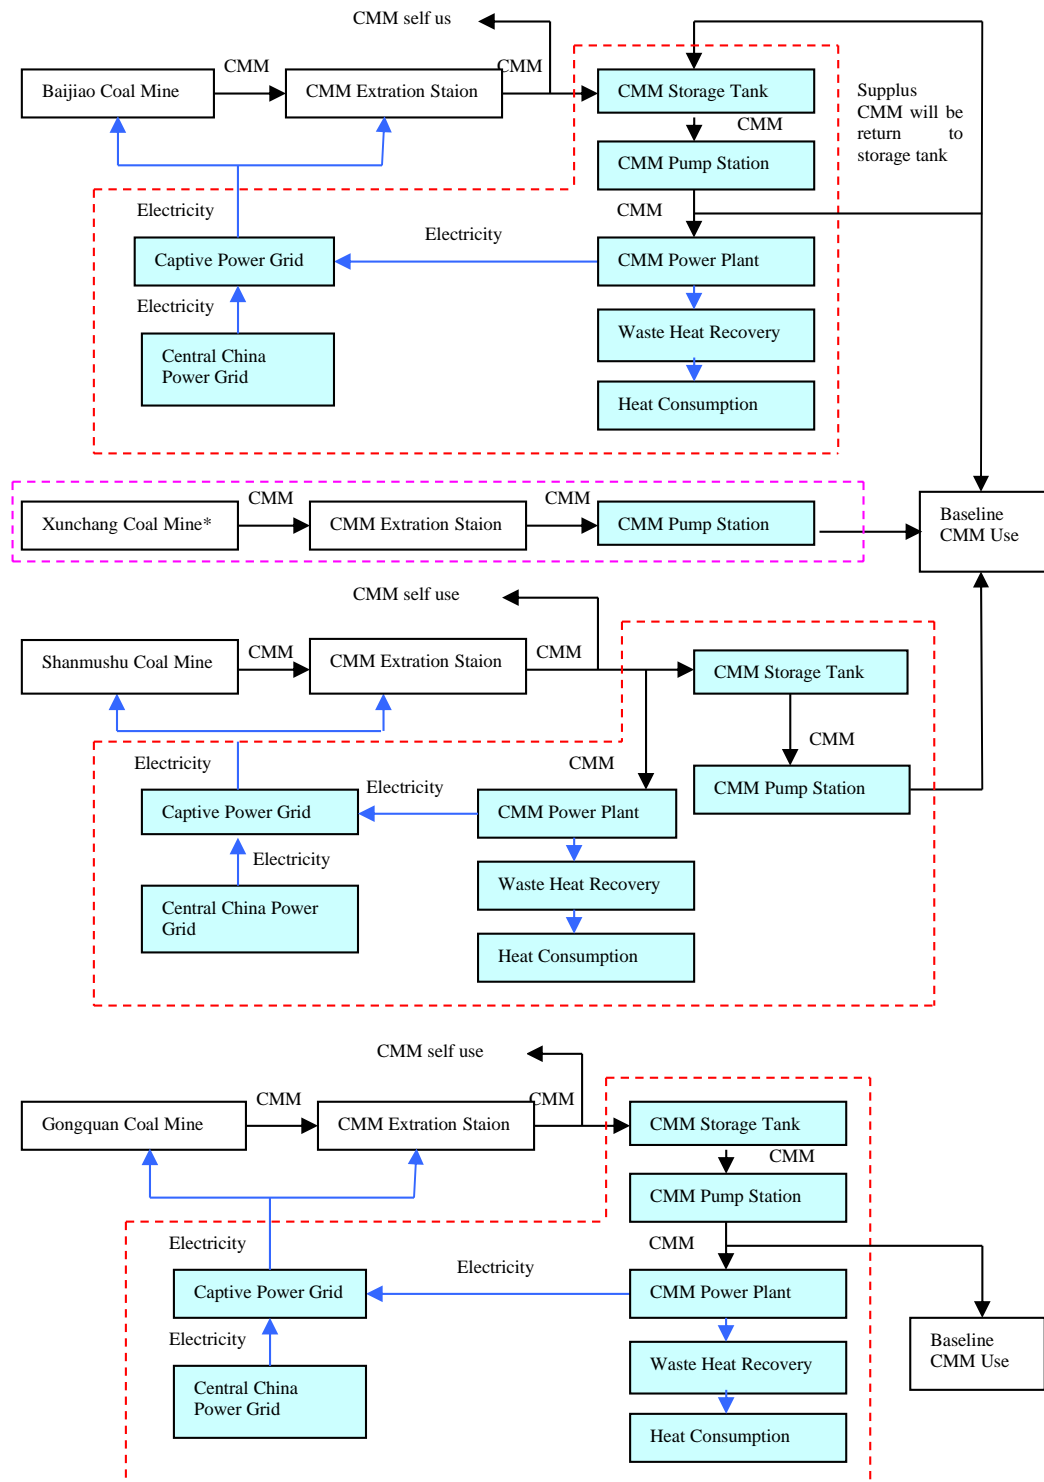 CMM self us
CMM
CMM
Baijiao Coal Mine
CMM Extration Staion
CMM Storage Tank
Supplus
CMM will be
return to
storage tank
CMM
CMM Pump Station
Electricity
CMM
Electricity
Captive Power Grid
CMM Power Plant
Electricity
Waste Heat Recovery
Central China
Power Grid
Heat Consumption
CMM
CMM
Xunchang Coal Mine*
CMM Extration Staion
CMM Pump Station
Baseline
CMM Use
CMM self use
CMM
CMM
Shanmushu Coal Mine
CMM Extration Staion
CMM Storage Tank
CMM
Electricity
CMM
Electricity
CMM Pump Station
Captive Power Grid
CMM Power Plant
Electricity
Waste Heat Recovery
Central China Power
Grid
Heat Consumption
CMM self use
CMM
CMM
Gongquan Coal Mine
CMM Extration Staion
CMM Storage Tank
CMM
CMM Pump Station
Electricity
CMM
Electricity
Captive Power Grid
CMM Power Plant
Electricity
Baseline
CMM Use
Waste Heat Recovery
Central China
Power Grid
Heat Consumption